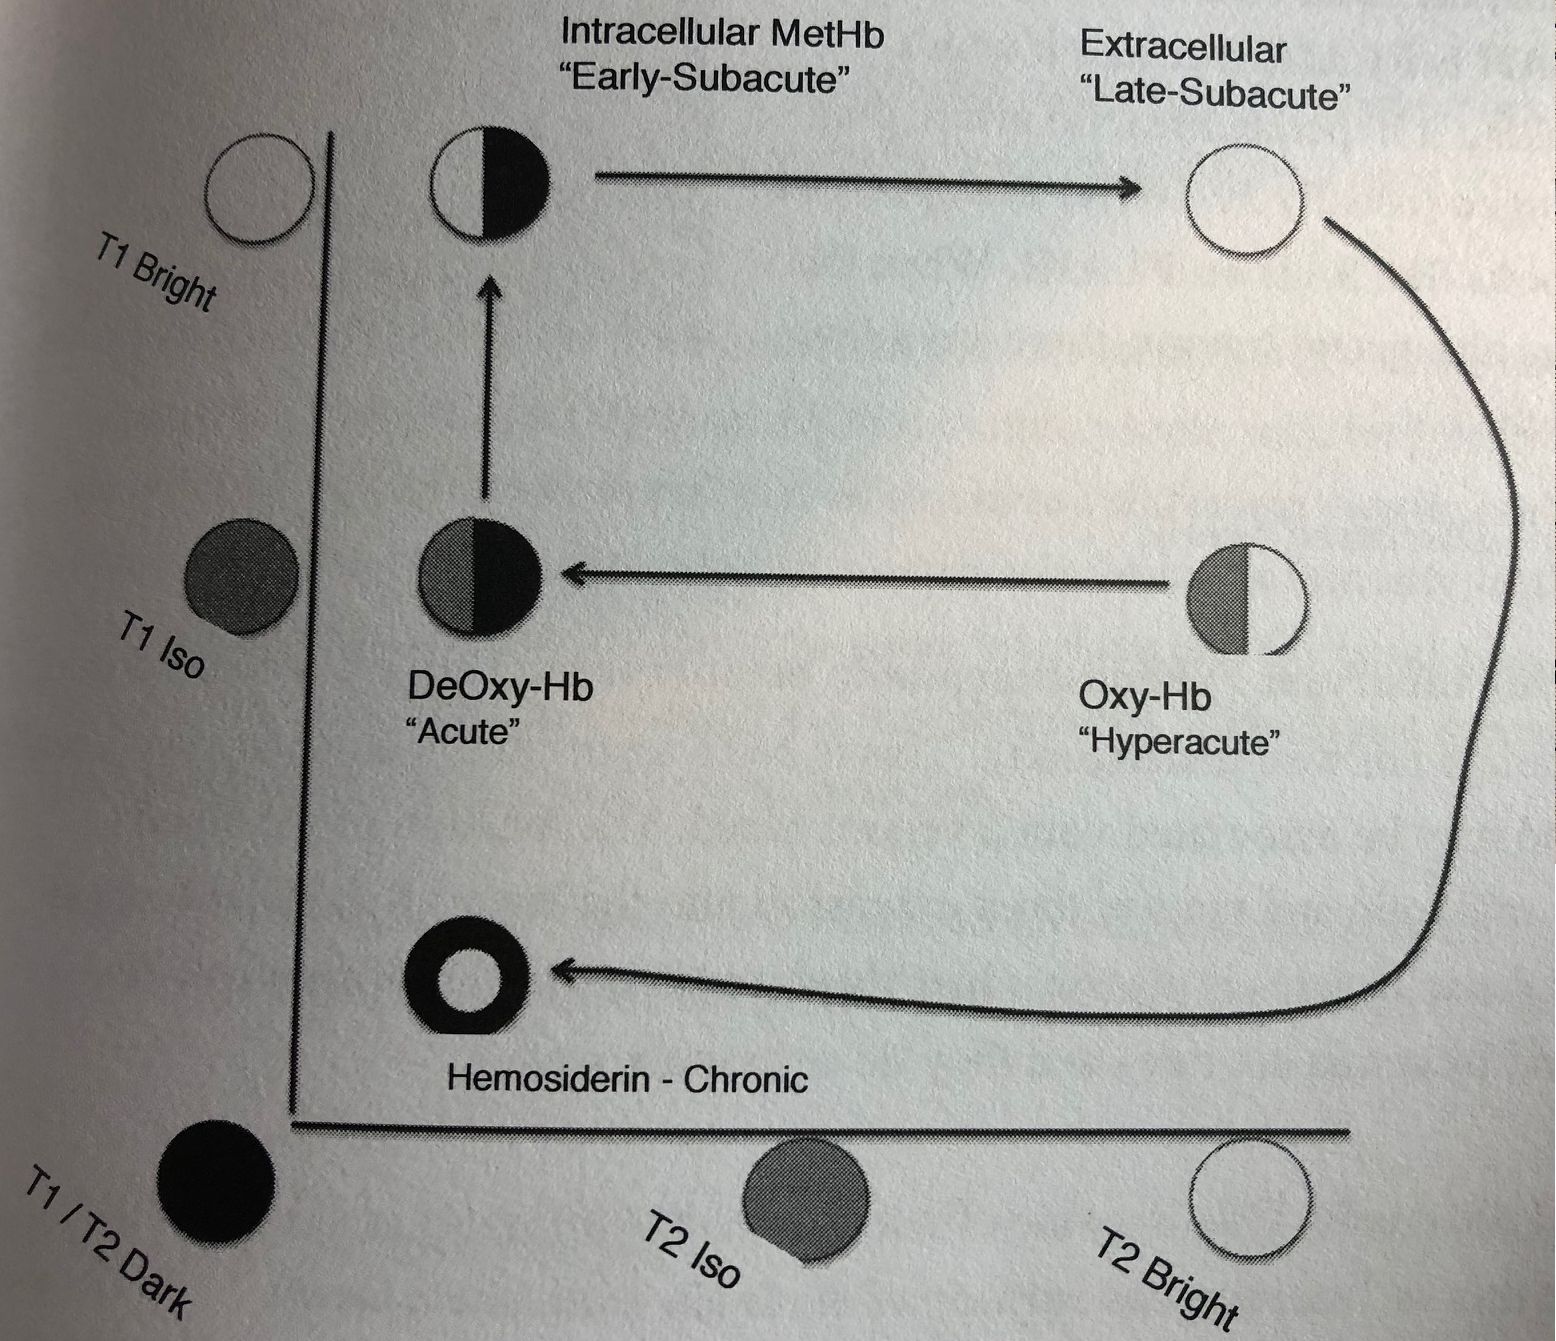 Intracellular MetHb
“Early-Subacute”
Extracellular
“Late-Subacute”
T1 Bright
T1 Iso
DeOxy-Hb
“Acute”
Oxy-Hb
“Hyperacute”
Hemosiderin - Chronic
T1 / T2 Dark
T2 Iso
T2 Bright